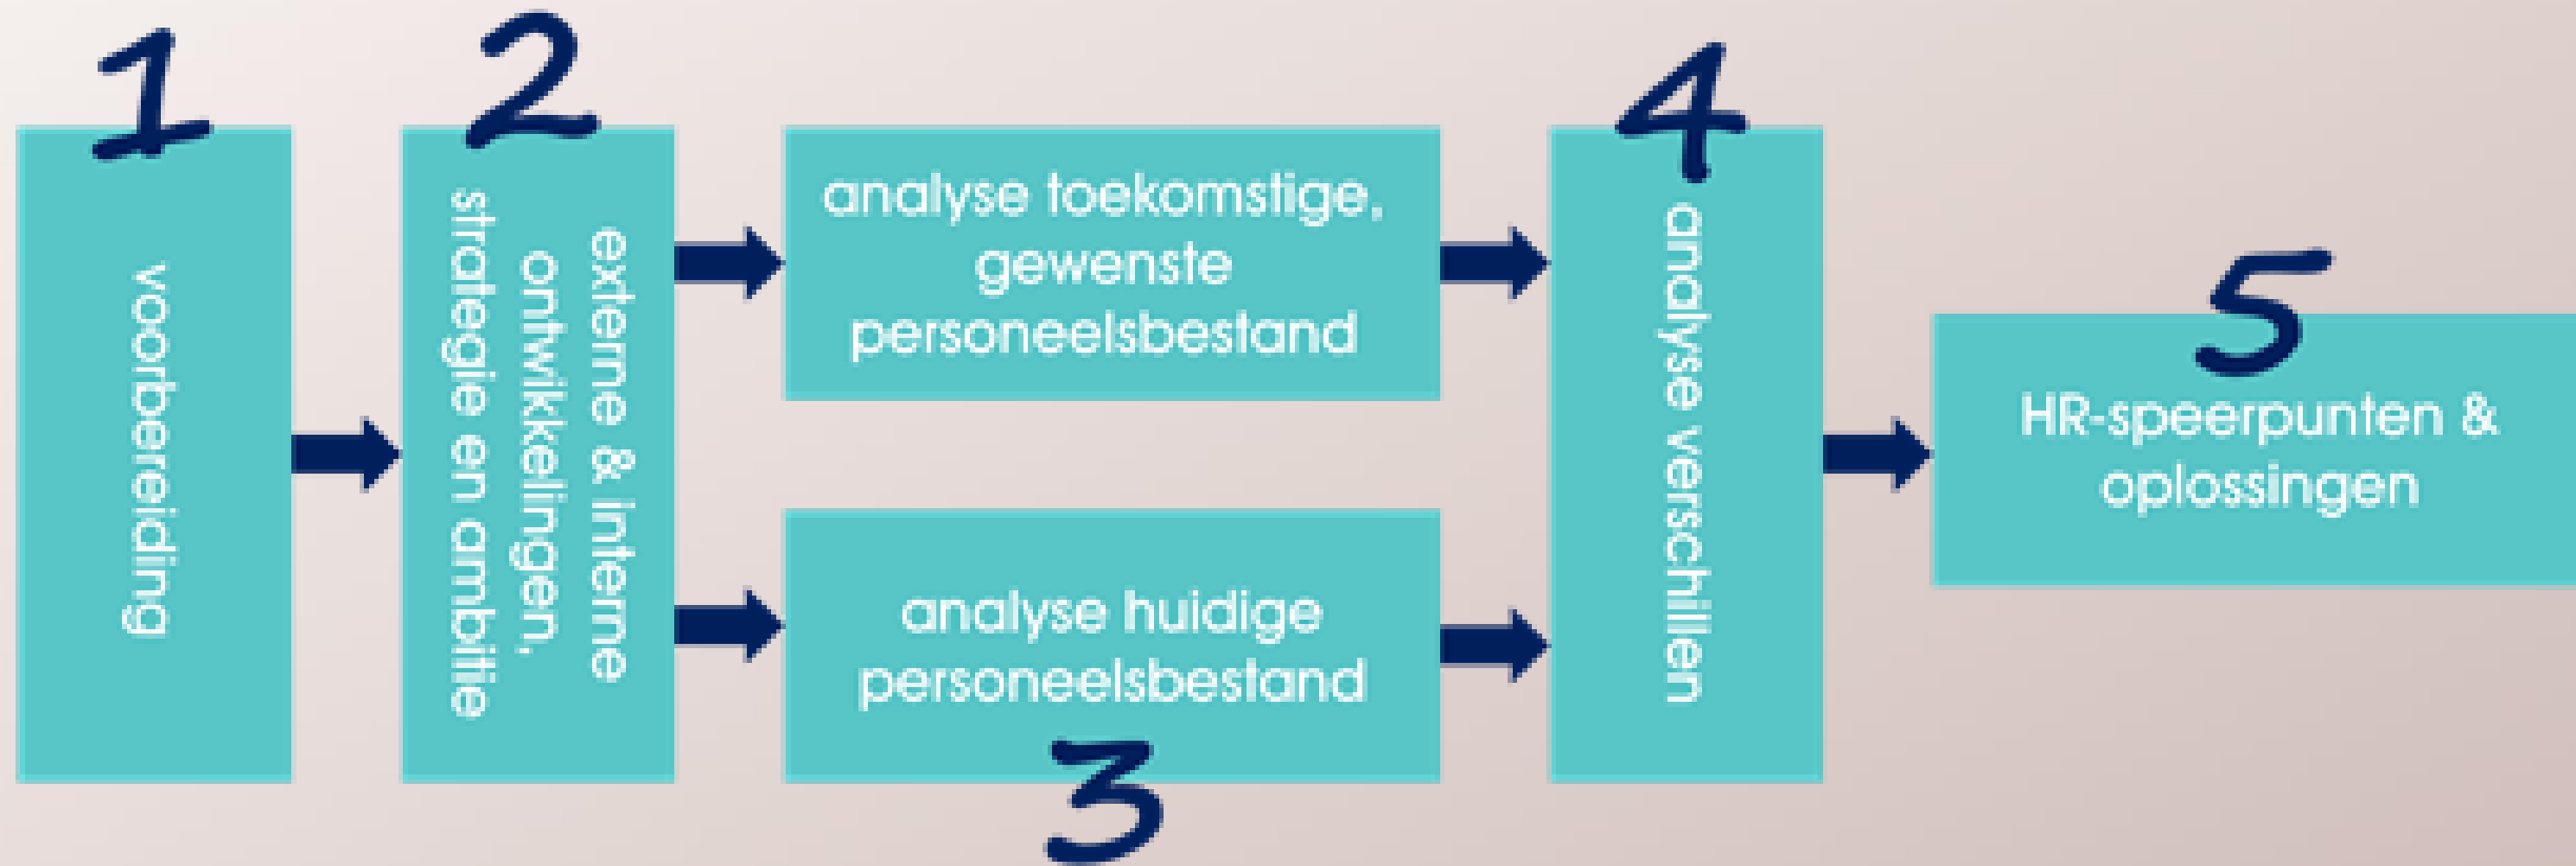 1
voorbereiding
2
externe & interne
ontwikkelingen,
strategie en ambitie
analyse toekomstige,
gewenste
personeelsbestand
analyse huidige
personeelsbestand
3
4
analyse verschillen
5
HR-speerpunten &
oplossingen